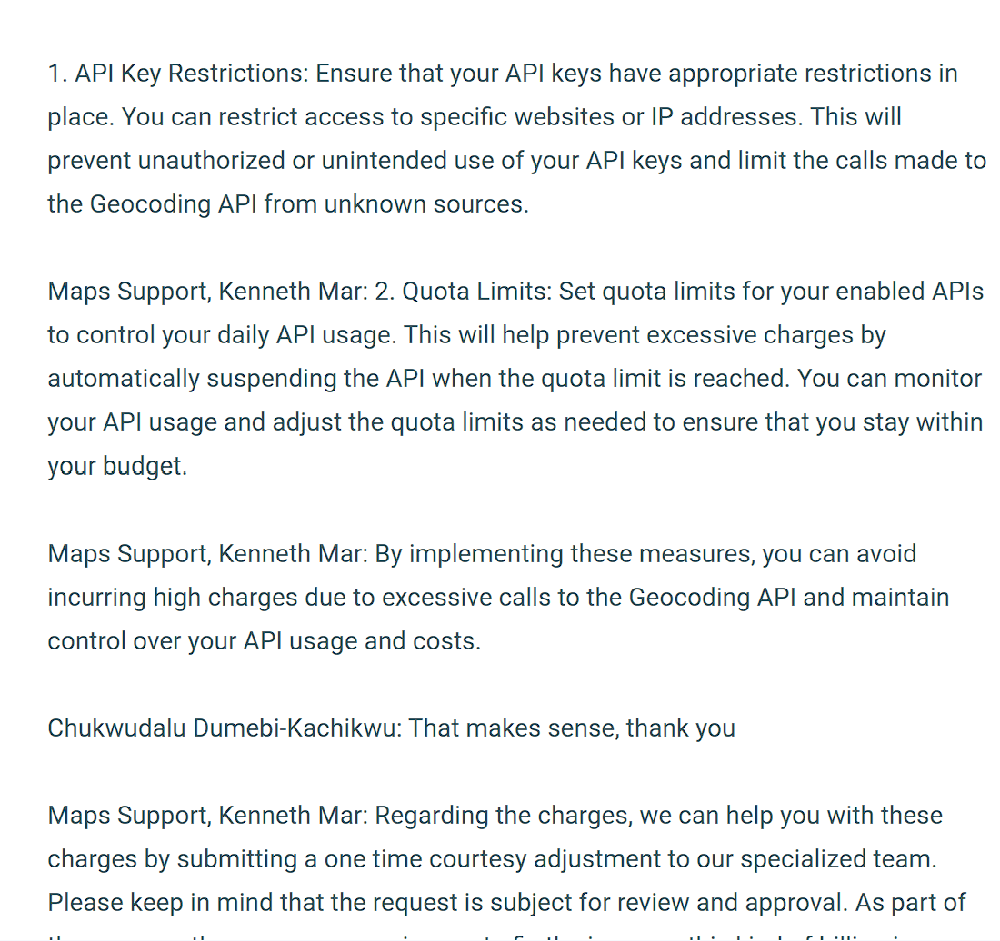 1. API Key Restrictions: Ensure that your API keys have appropriate restrictions in
place. You can restrict access to specific websites or IP addresses. This will
prevent unauthorized or unintended use of your API keys and limit the calls made to
the Geocoding API from unknown sources.
Maps Support, Kenneth Mar: 2. Quota Limits: Set quota limits for your enabled APIs
to control your daily API usage. This will help prevent excessive charges by
automatically suspending the API when the quota limit is reached. You can monitor
your API usage and adjust the quota limits as needed to ensure that you stay within
your budget.
Maps Support, Kenneth Mar: By implementing these measures, you can avoid
incurring high charges due to excessive calls to the Geocoding API and maintain
control over your API usage and costs.
Chukwudalu Dumebi-Kachikwu: That makes sense, thank you
Maps Support, Kenneth Mar: Regarding the charges, we can help you with these
charges by submitting a one time courtesy adjustment to our specialized team.
Please keep in mind that the request is subject for review and approval. As part of